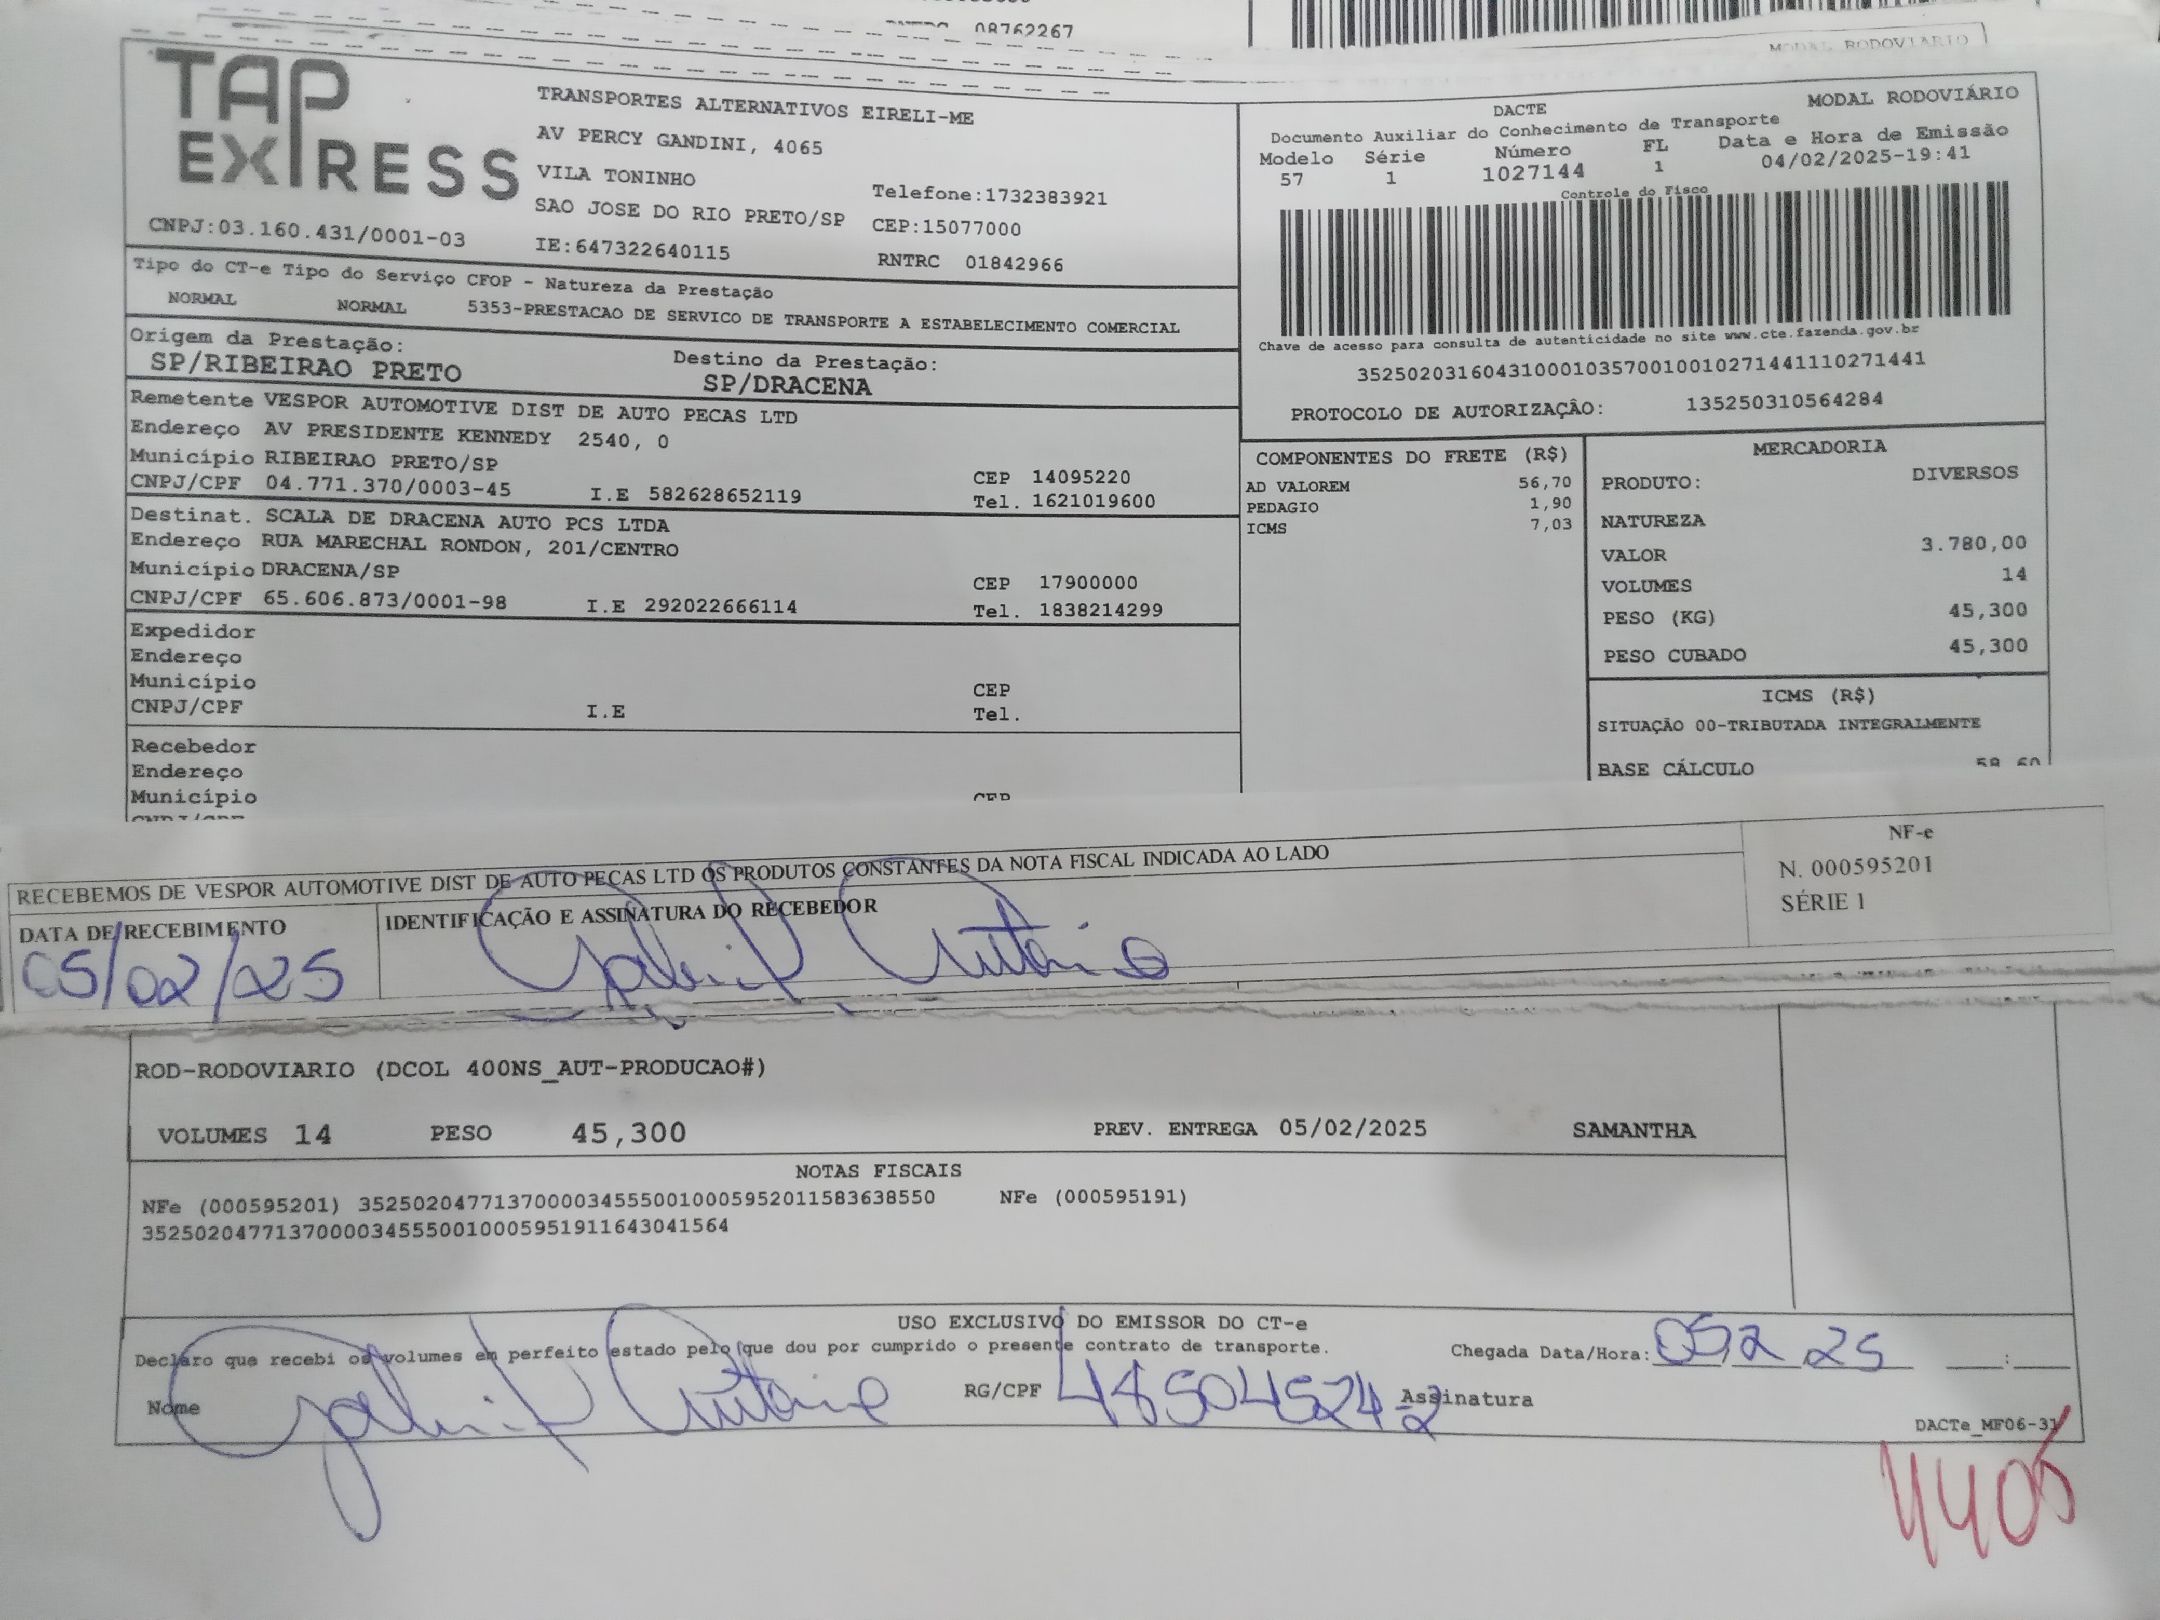 08762267
MODAL RODOVIARIO
TAP EXPRESS
CNPJ:03.160.431/0001-03
TRANSPORTES ALTERNATIVOS EIRELI-ME
AV PERCY GANDINI, 4065
VILA TONINHO
Telefone:1732383921
SAO JOSE DO RIO PRETO/SP CEP:15077000
IE:647322640115 RNTRC 01842966
DACTE MODAL RODOVIÁRIO
Documento Auxiliar do Conhecimento de Transporte
Modelo Série Número FL Data e Hora de Emissão
57 1 1027144 1 04/02/2025-19:41
Controle do Fisco
Chave de acesso para consulta de autenticidade no site www.cte.fazenda.gov.br
35250203160431000103570010010271441110271441
PROTOCOLO DE AUTORIZAÇÂO: 135250310564284
Tipo do CT-e Tipo do Serviço CFOP - Natureza da Prestação
NORMAL NORMAL 5353-PRESTACAO DE SERVICO DE TRANSPORTE A ESTABELECIMENTO COMERCIAL
Origem da Prestação: Destino da Prestação:
SP/RIBEIRAO PRETO SP/DRACENA
Remetente VESPOR AUTOMOTIVE DIST DE AUTO PECAS LTD
Endereço AV PRESIDENTE KENNEDY 2540, 0
Município RIBEIRAO PRETO/SP CEP 14095220
CNPJ/CPF 04.771.370/0003-45 I.E 582628652119 Tel. 1621019600
Destinat. SCALA DE DRACENA AUTO PCS LTDA
Endereço RUA MARECHAL RONDON, 201/CENTRO
Município DRACENA/SP CEP 17900000
CNPJ/CPF 65.606.873/0001-98 I.E 292022666114 Tel. 1838214299
Expedidor
Endereço
Município CEP
CNPJ/CPF I.E Tel.
Recebedor
Endereço
Município CEP
COMPONENTES DO FRETE (R$)
AD VALOREM 56,70
PEDAGIO 1,90
ICMS 7,03
MERCADORIA
PRODUTO: DIVERSOS
NATUREZA
VALOR 3.780,00
VOLUMES 14
PESO (KG) 45,300
PESO CUBADO 45,300
ICMS (R$)
SITUAÇÃO 00-TRIBUTADA INTEGRALMENTE
BASE CÁLCULO 58,60
RECEBEMOS DE VESPOR AUTOMOTIVE DIST DE AUTO PECAS LTD OS PRODUTOS CONSTANTES DA NOTA FISCAL INDICADA AO LADO
NF-e
N. 000595201
SÉRIE 1
DATA DE RECEBIMENTO IDENTIFICAÇÃO E ASSINATURA DO RECEBEDOR
05/02/25 Gabriel Antonio
ROD-RODOVIARIO (DCOL 400NS_AUT-PRODUCAO#)
VOLUMES 14 PESO 45,300 PREV. ENTREGA 05/02/2025 SAMANTHA
NOTAS FISCAIS
NFe (000595201) 35250204771370000345550010005952011583638550 NFe (000595191)
35250204771370000345550010005951911643041564
USO EXCLUSIVO DO EMISSOR DO CT-e
Declaro que recebi os volumes em perfeito estado pelo que dou por cumprido o presente contrato de transporte. Chegada Data/Hora: 05 2 25 __:__
Nome Gabriel Antonio RG/CPF Assinatura
DACTe_MF06-31
4405